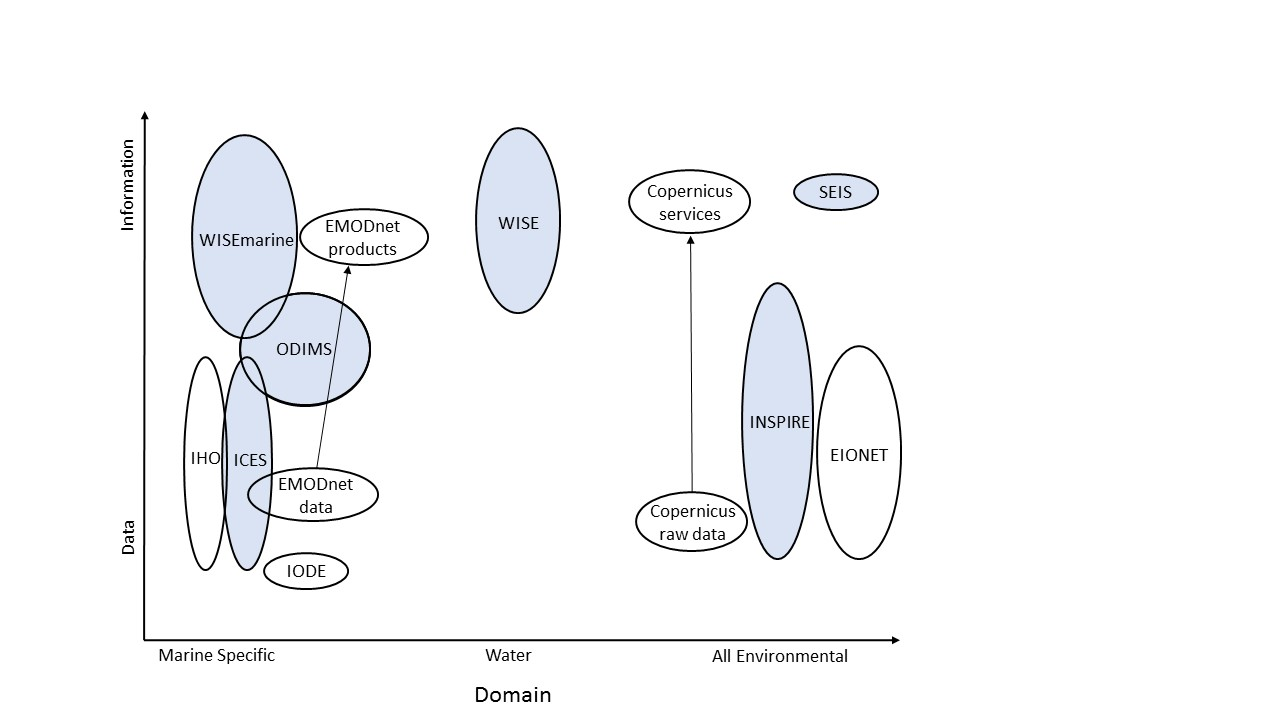 Information
Data
WISEmarine
EMODnet
products
WISE
Copernicus
services
SEIS
ODIMS
IHO
ICES
EMODnet
data
IODE
INSPIRE
EIONET
Copernicus
raw data
Marine Specific
Water
All Environmental
Domain